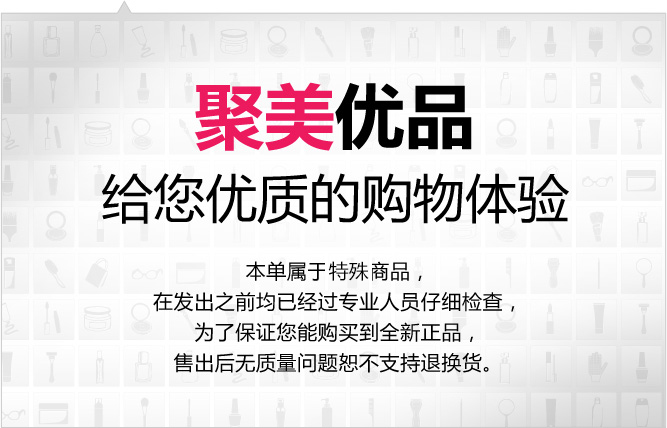 聚美优品
给您优质的购物体验
本单属于特殊商品，
在发出之前均已经过专业人员仔细检查，
为了保证您能购买到全新正品，
售出后无质量问题恕不支持退换货。